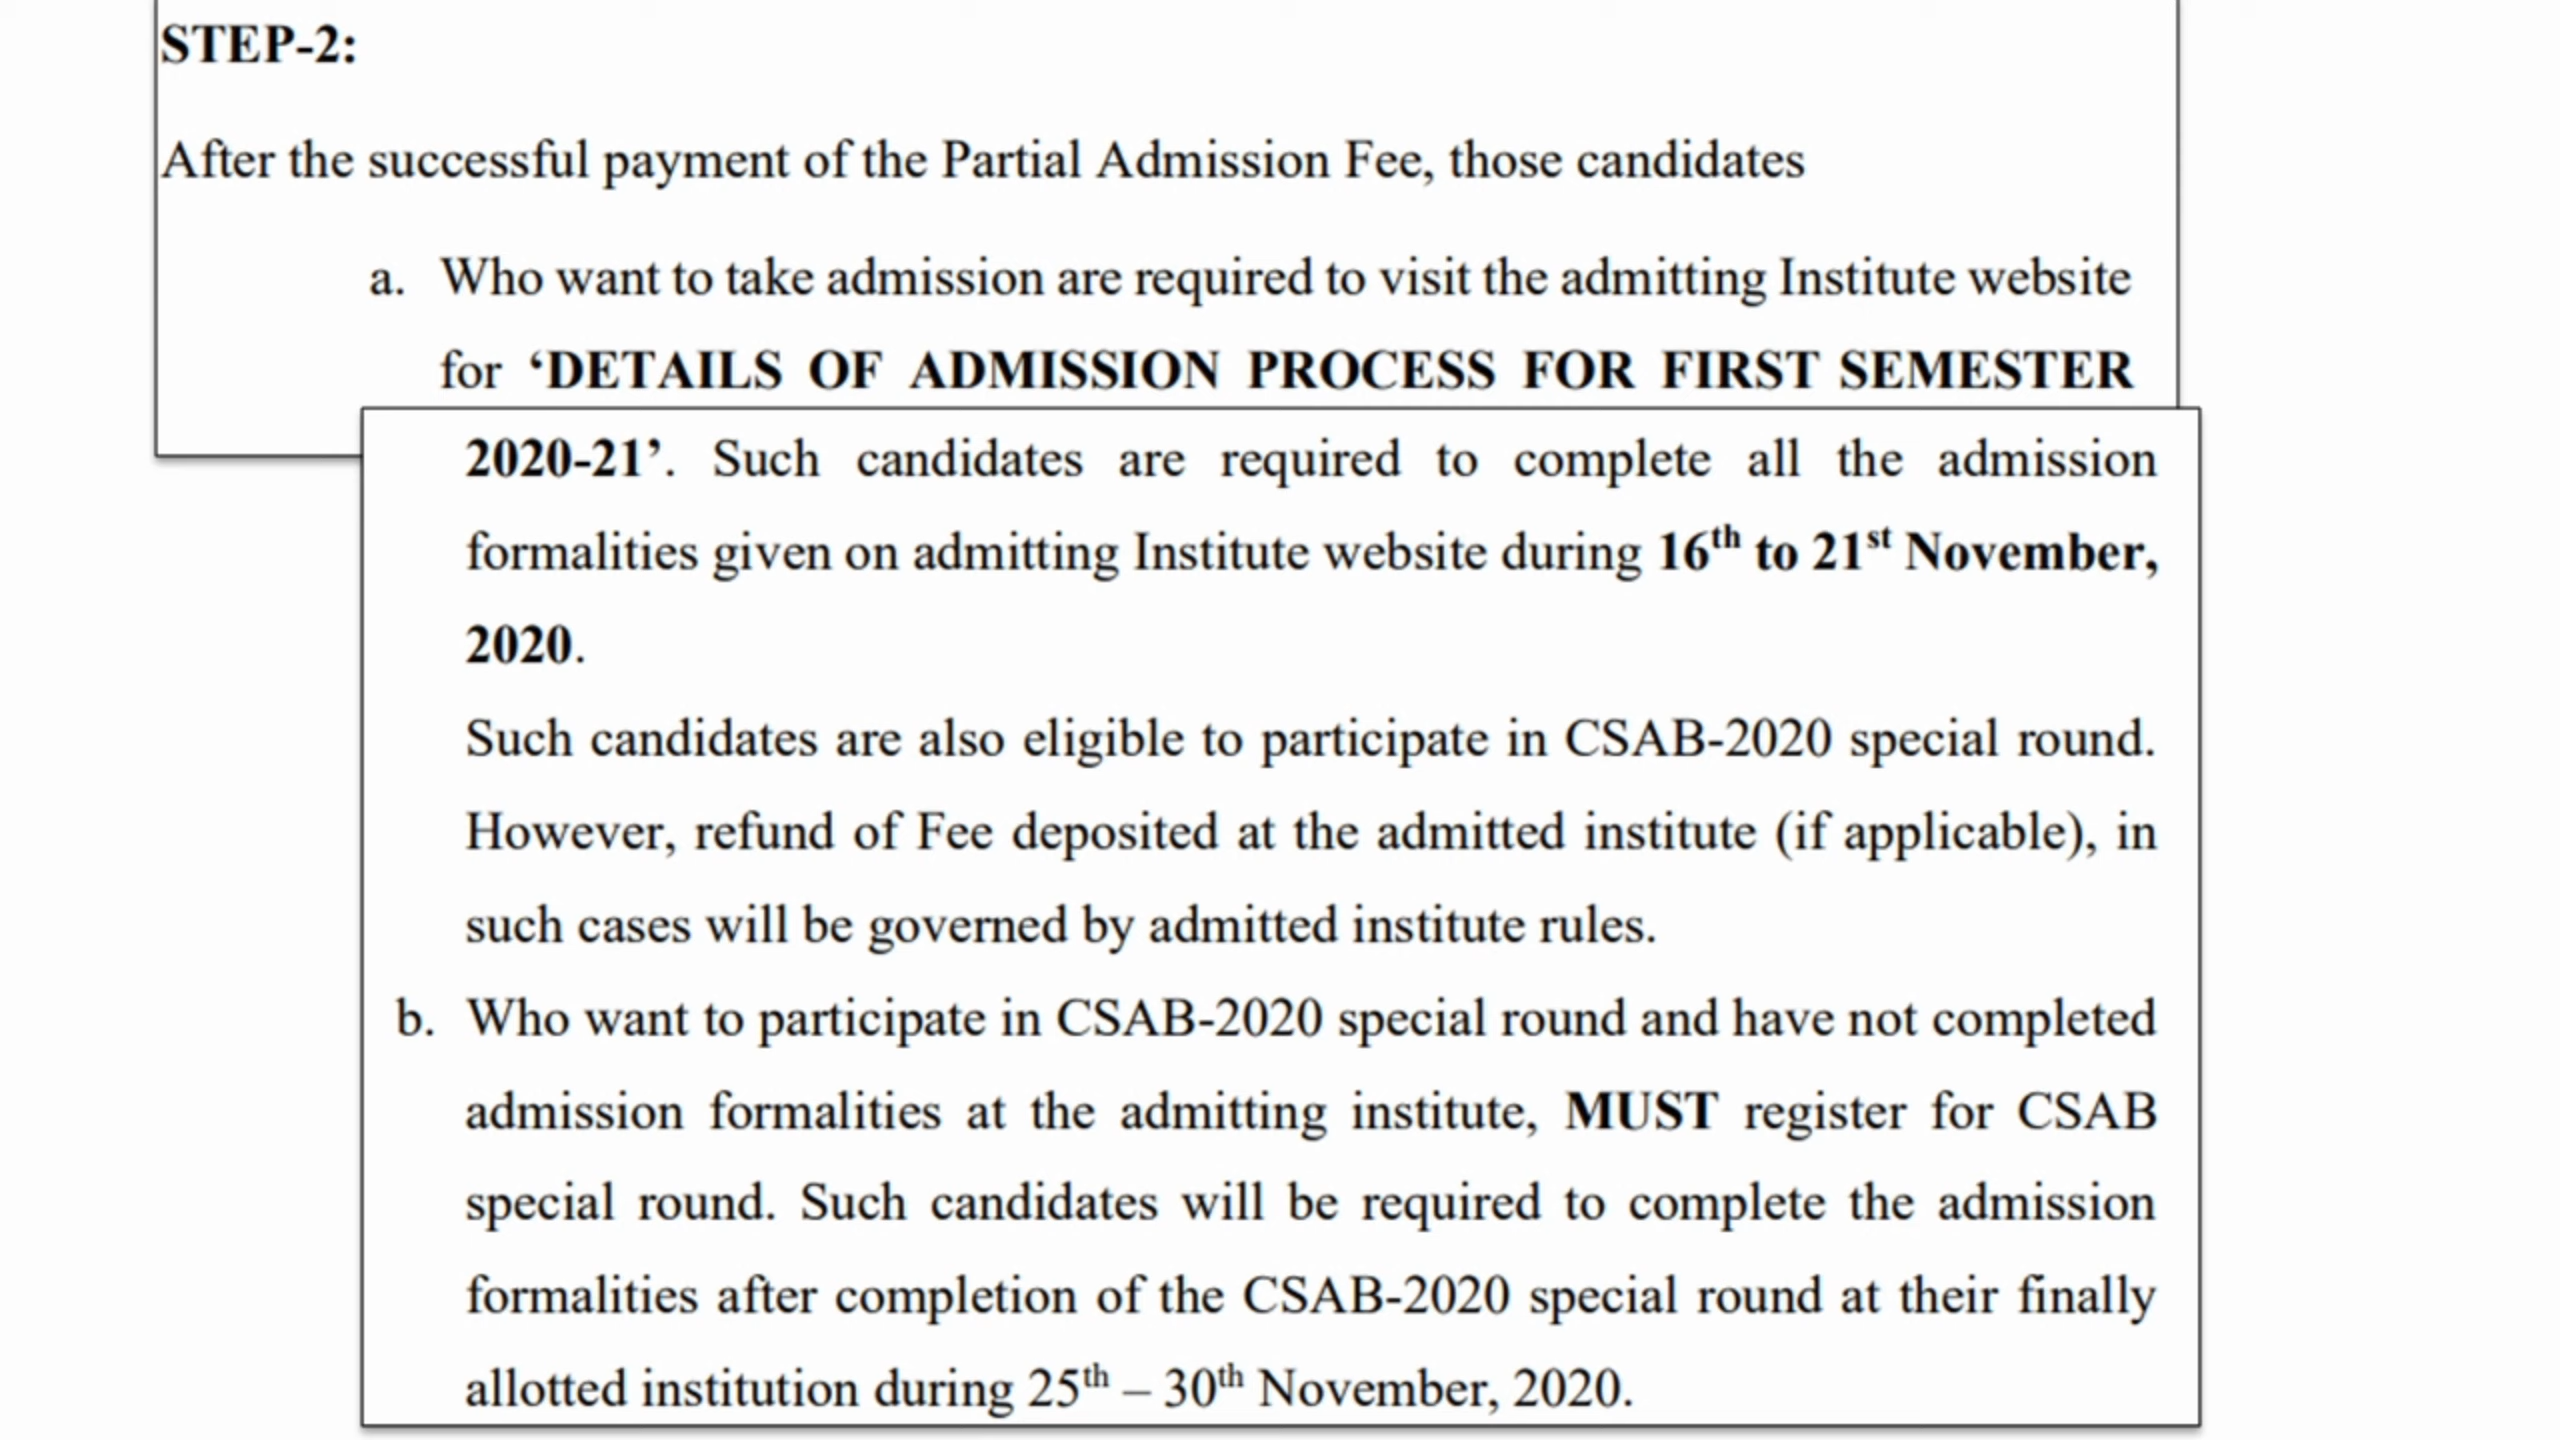 STEP-2:
After the successful payment of the Partial Admission Fee, those candidates
a. Who want to take admission are required to visit the admitting Institute website
for ‘DETAILS OF ADMISSION PROCESS FOR FIRST SEMESTER
2020-21’. Such candidates are required to complete all the admission
formalities given on admitting Institute website during 16th to 21st November,
2020.
Such candidates are also eligible to participate in CSAB-2020 special round.
However, refund of Fee deposited at the admitted institute (if applicable), in
such cases will be governed by admitted institute rules.
b. Who want to participate in CSAB-2020 special round and have not completed
admission formalities at the admitting institute, MUST register for CSAB
special round. Such candidates will be required to complete the admission
formalities after completion of the CSAB-2020 special round at their finally
allotted institution during 25th – 30th November, 2020.